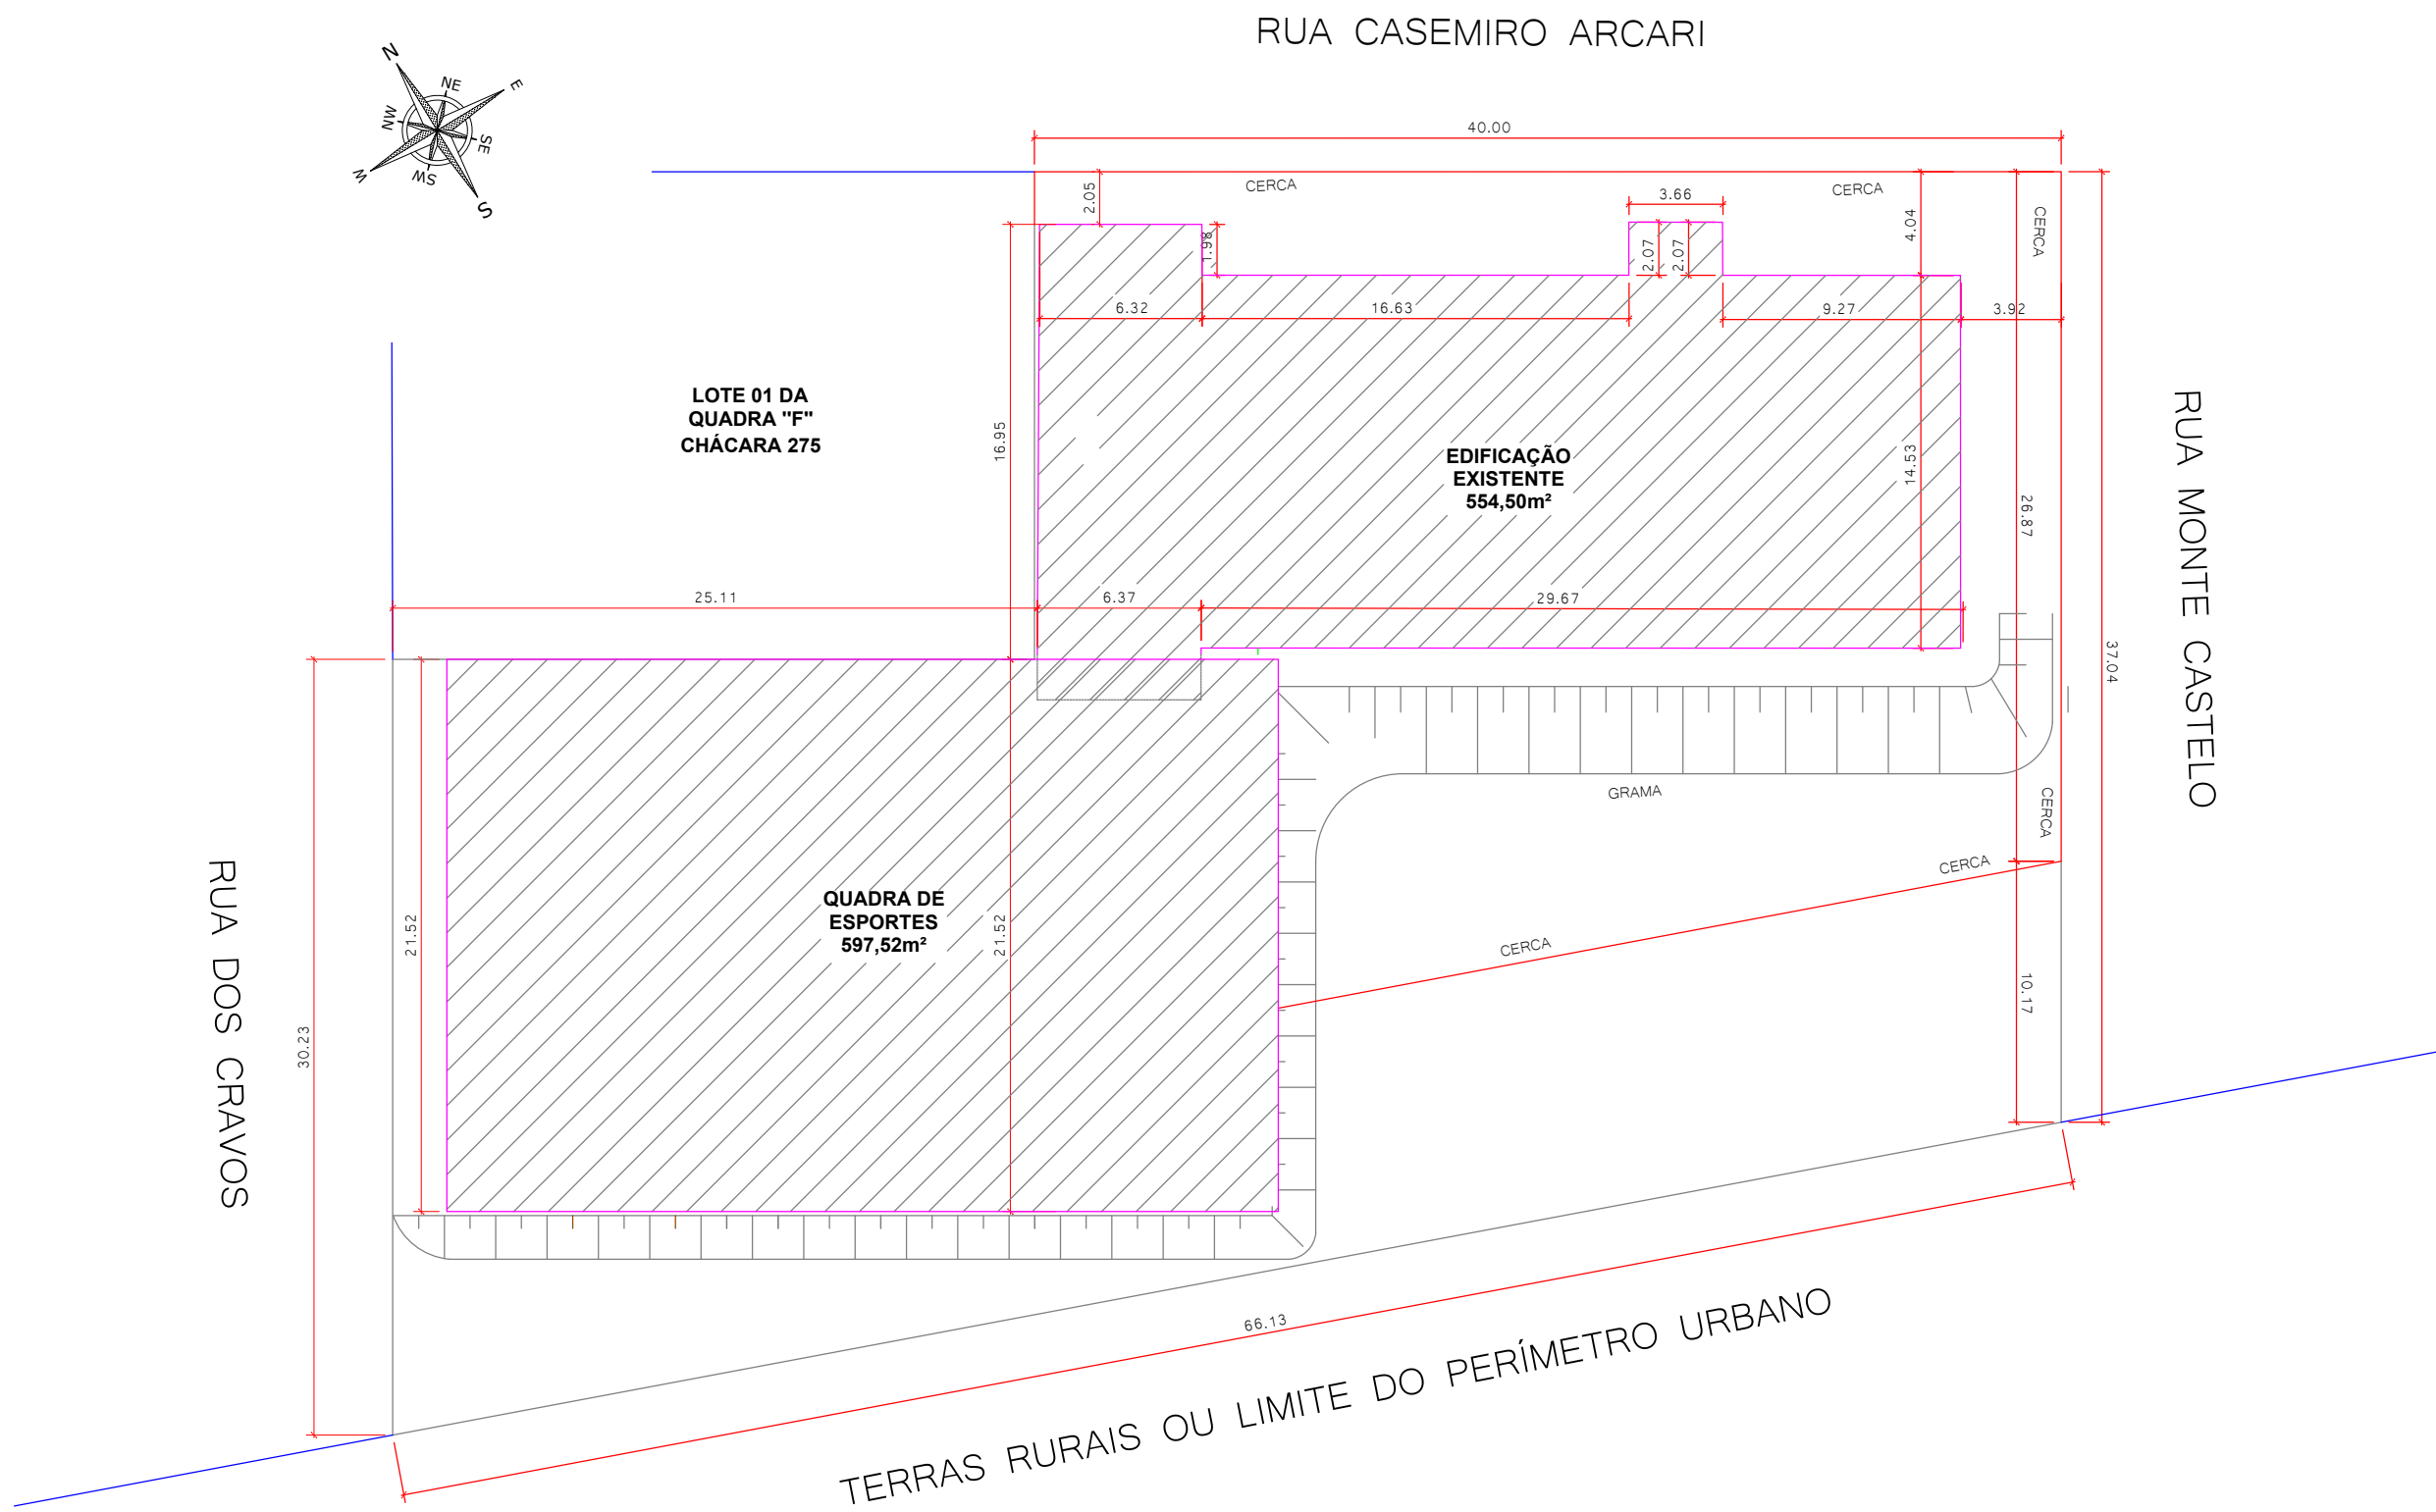 RUA CASEMIRO ARCARI
N
NE
E
NW
SE
W
SW
S
40.00
CERCA
CERCA
CERCA
2.05
3.66
4.04
1.98
2.07
2.07
6.32
16.63
9.27
3.92
LOTE 01 DA
QUADRA "F"
CHÁCARA 275
16.95
EDIFICAÇÃO
EXISTENTE
554,50m²
14.53
26.87
RUA MONTE CASTELO
25.11
6.37
29.67
37.04
GRAMA
CERCA
CERCA
CERCA
QUADRA DE
ESPORTES
597,52m²
21.52
21.52
30.23
RUA DOS CRAVOS
10.17
66.13
TERRAS RURAIS OU LIMITE DO PERÍMETRO URBANO